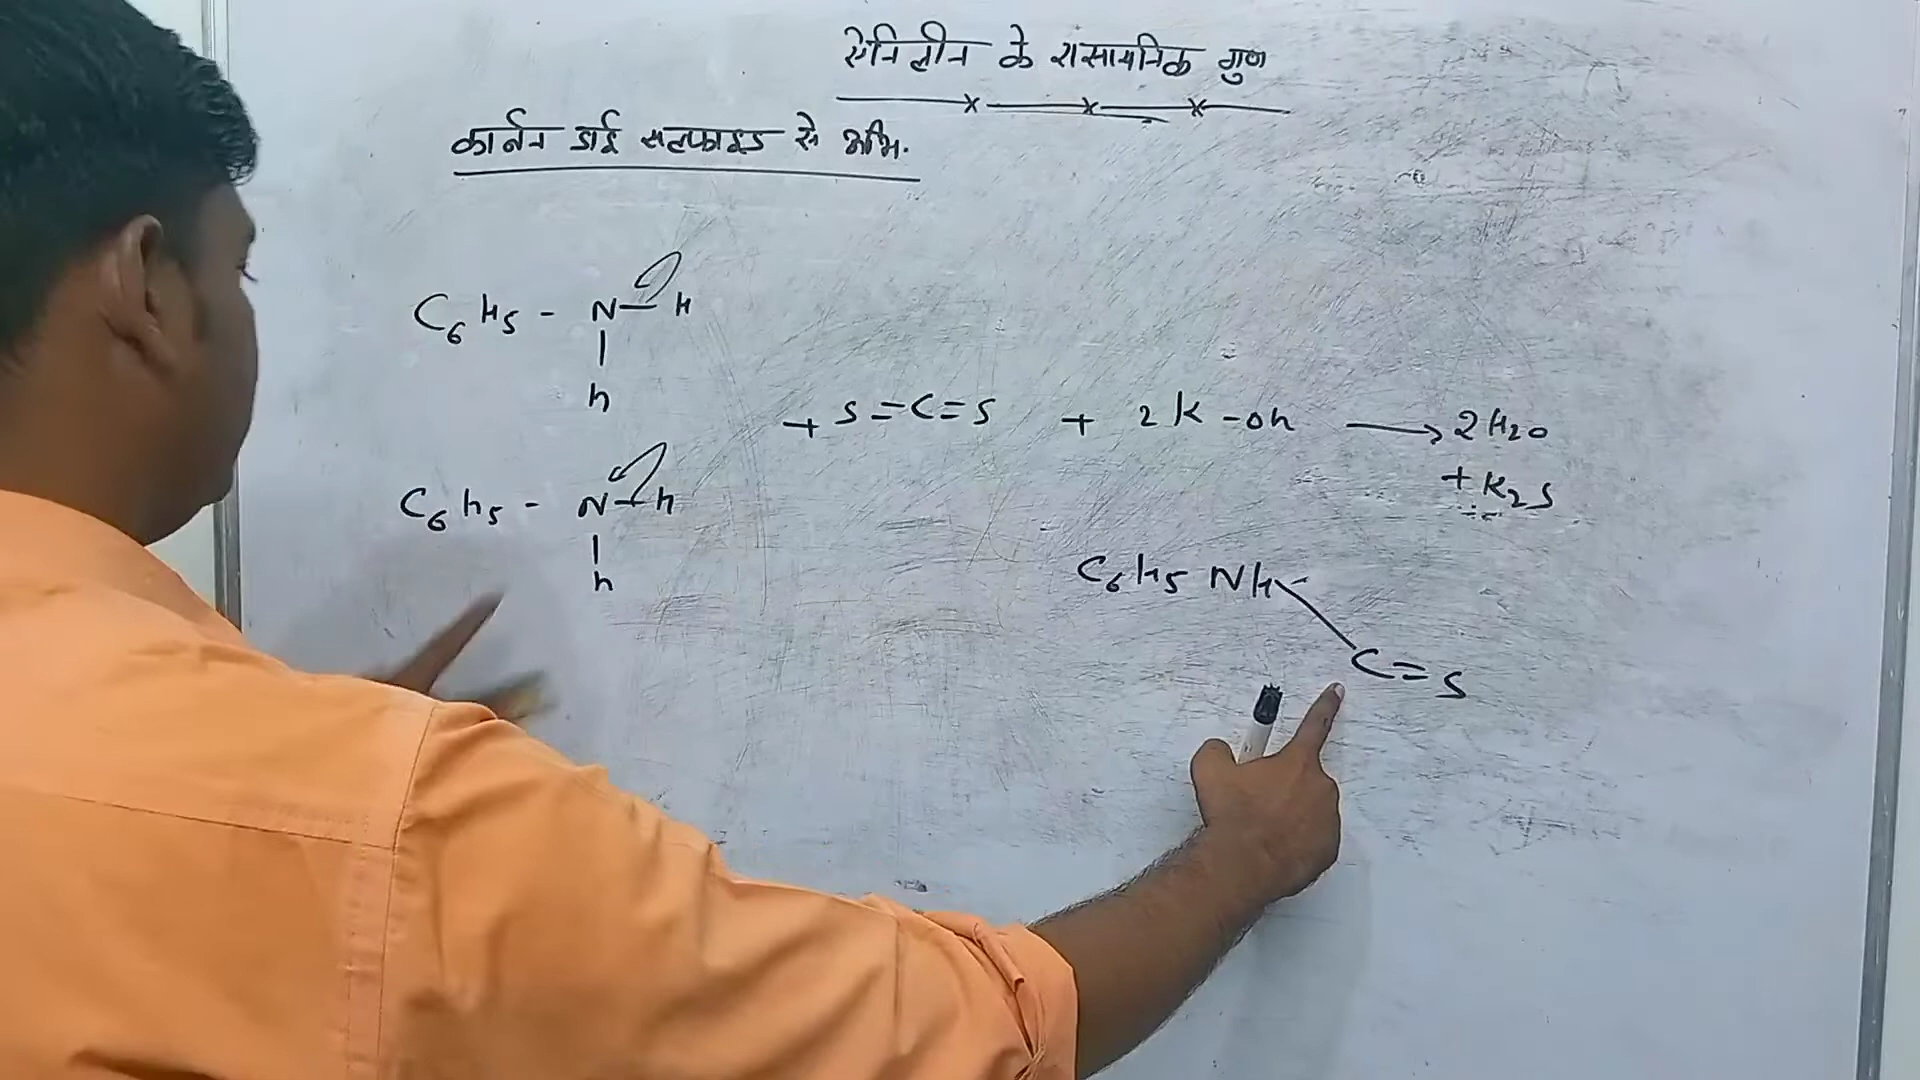 ऐनिलीन के रासायनिक गुण
कार्बन डाई सल्फाइड से अभि.
C6H5 - N - H
|
h
+ S = C = S + 2K - oh ⟶ 2H2O
+ K2S
C6h5 - N - h
|
h
C6H5 NH
C = S